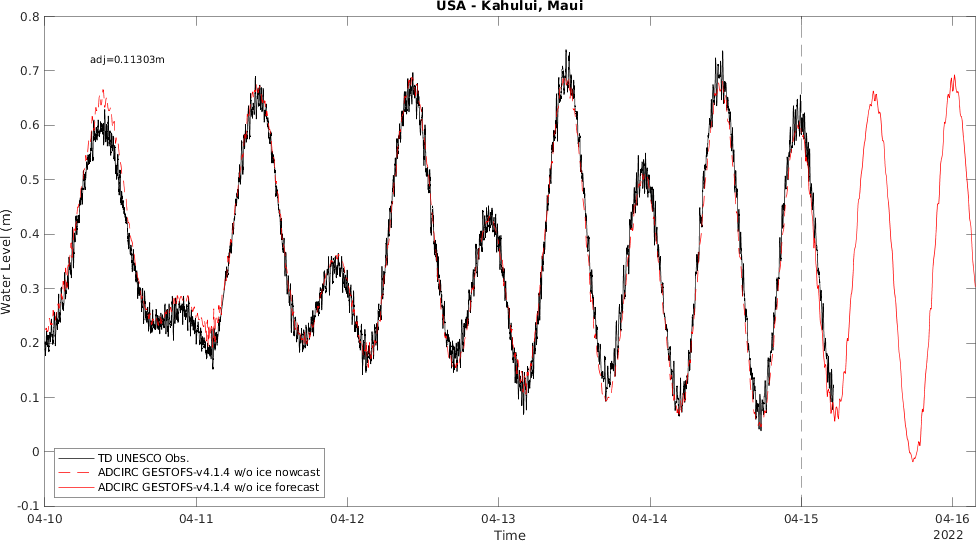 USA - Kahului, Maui
0.8
adj=0.11303m
0.7
0.6
0.5
0.4
0.3
0.2
0.1
0
-0.1
Water Level (m)
TD UNESCO Obs.
ADCIRC GESTOFS-v4.1.4 w/o ice nowcast
ADCIRC GESTOFS-v4.1.4 w/o ice forecast
04-10 04-11 04-12 04-13 04-14 04-15 04-16
Time
2022